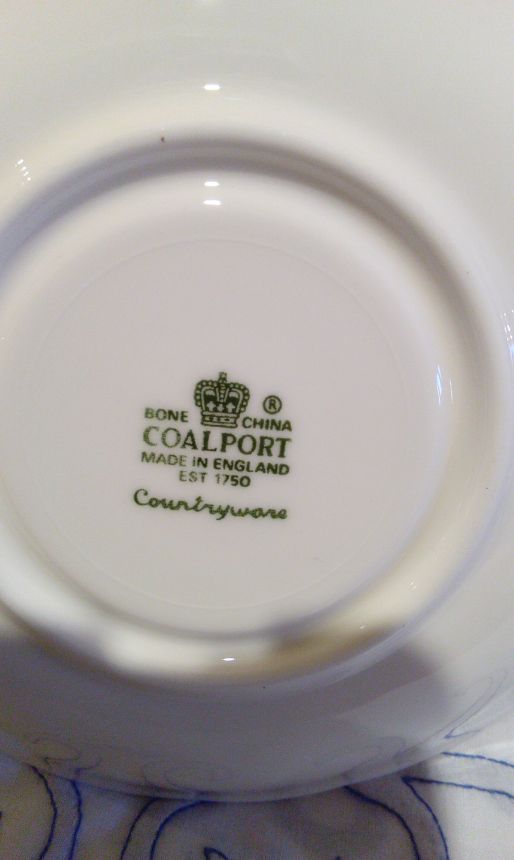 BONE CHINA ®
COALPORT
MADE IN ENGLAND
EST 1750
Countryware